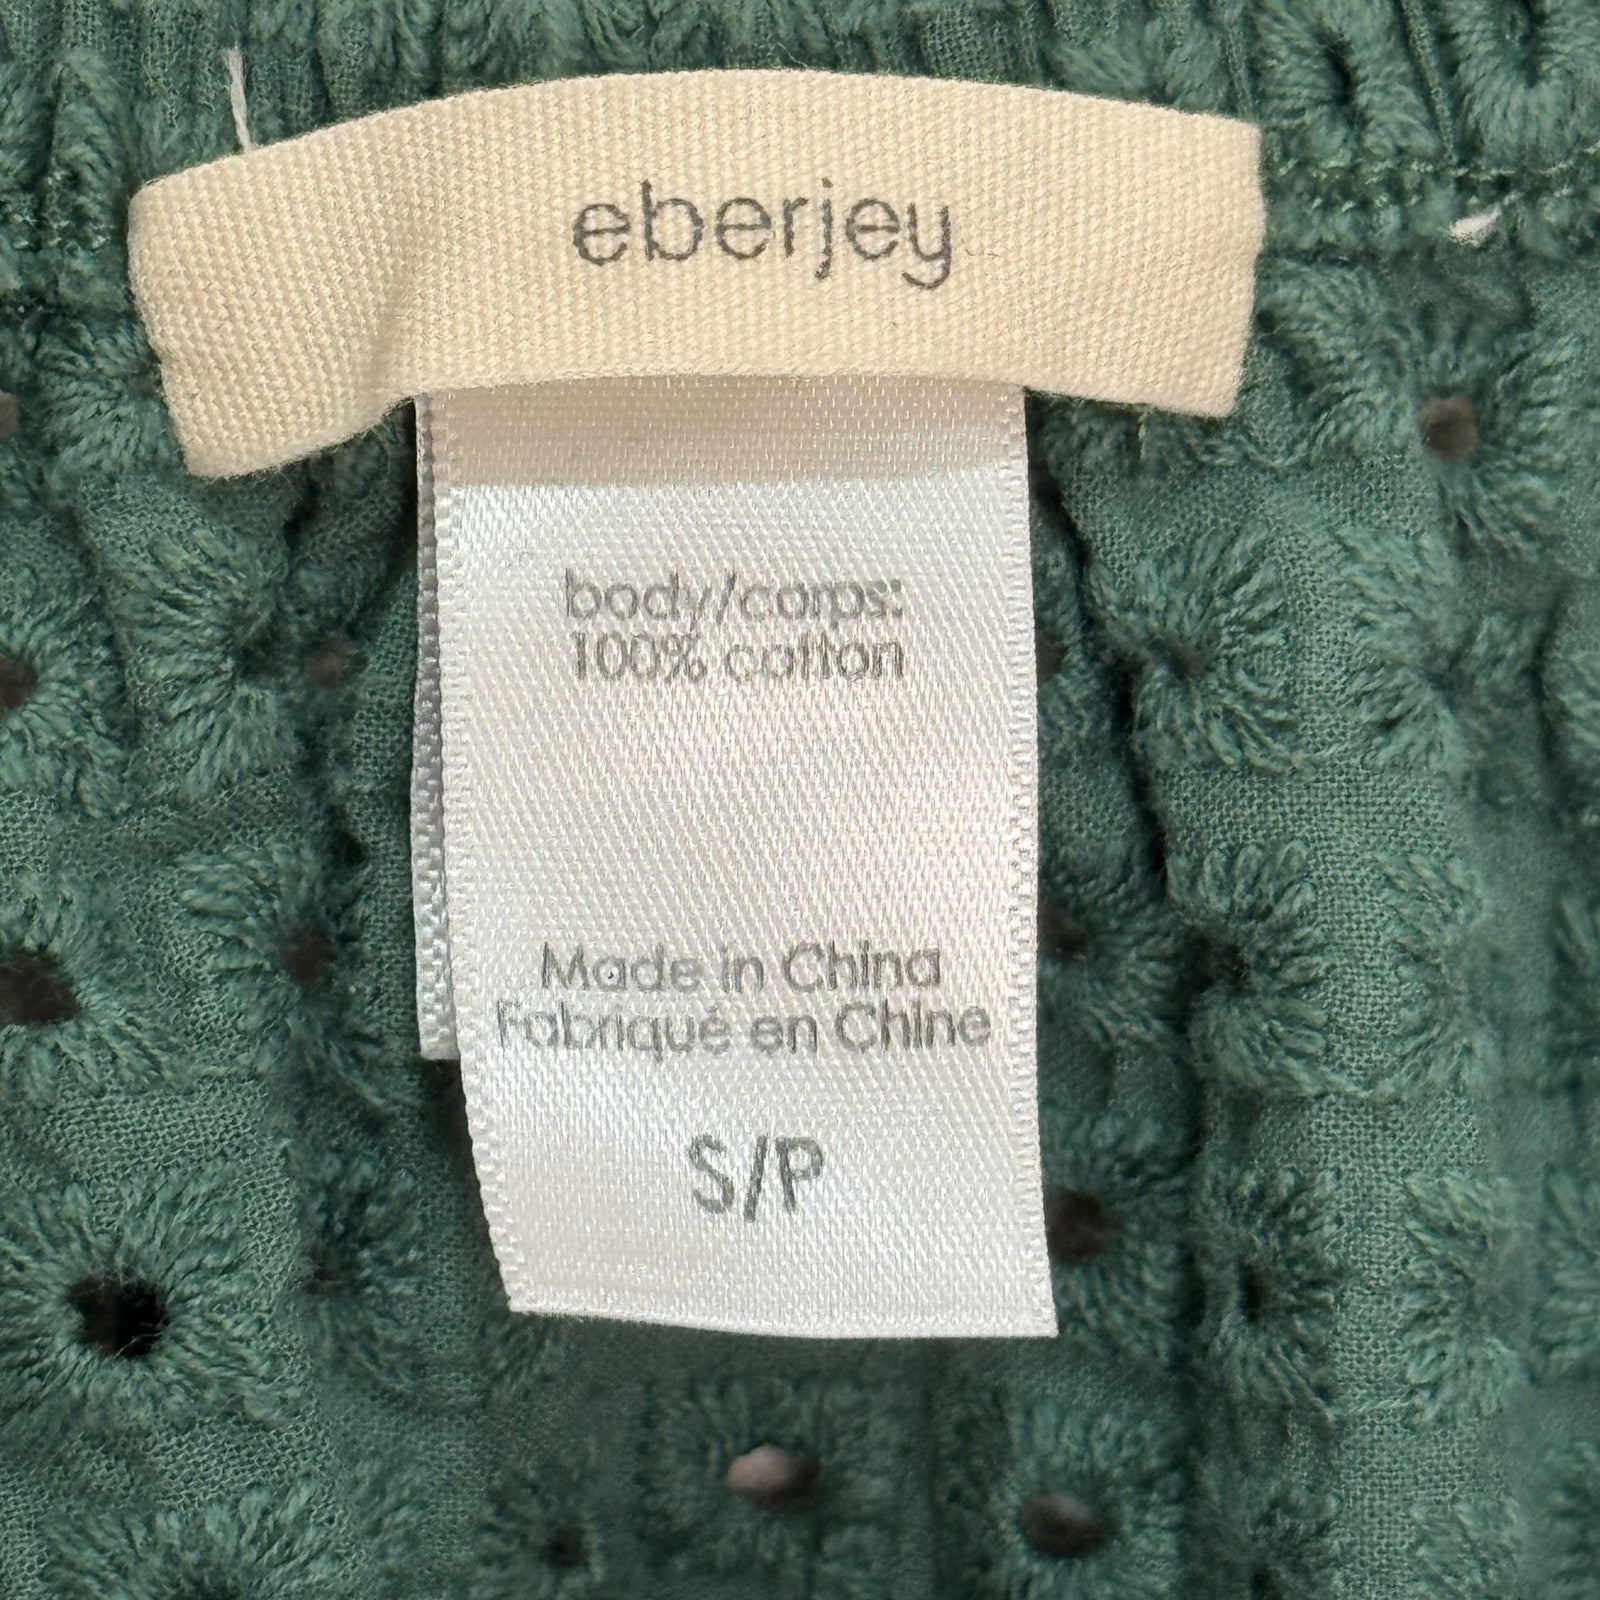 eberjey
body/corps:
100% cotton
Made in China
Fabriqué en Chine
S/P